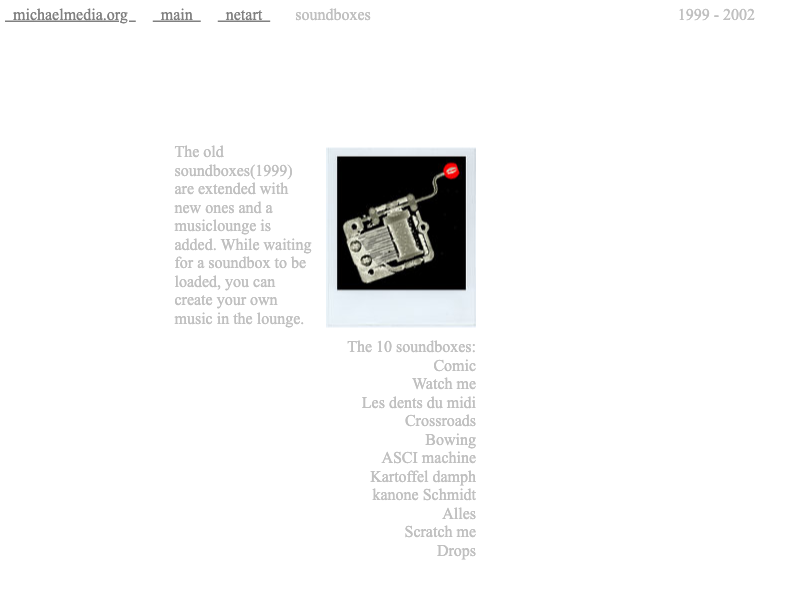 michaelmedia.org main netart soundboxes 1999 - 2002
The old
soundboxes(1999)
are extended with
new ones and a
musiclounge is
added. While waiting
for a soundbox to be
loaded, you can
create your own
music in the lounge.
The 10 soundboxes:
Comic
Watch me
Les dents du midi
Crossroads
Bowing
ASCI machine
Kartoffel damph
kanone Schmidt
Alles
Scratch me
Drops